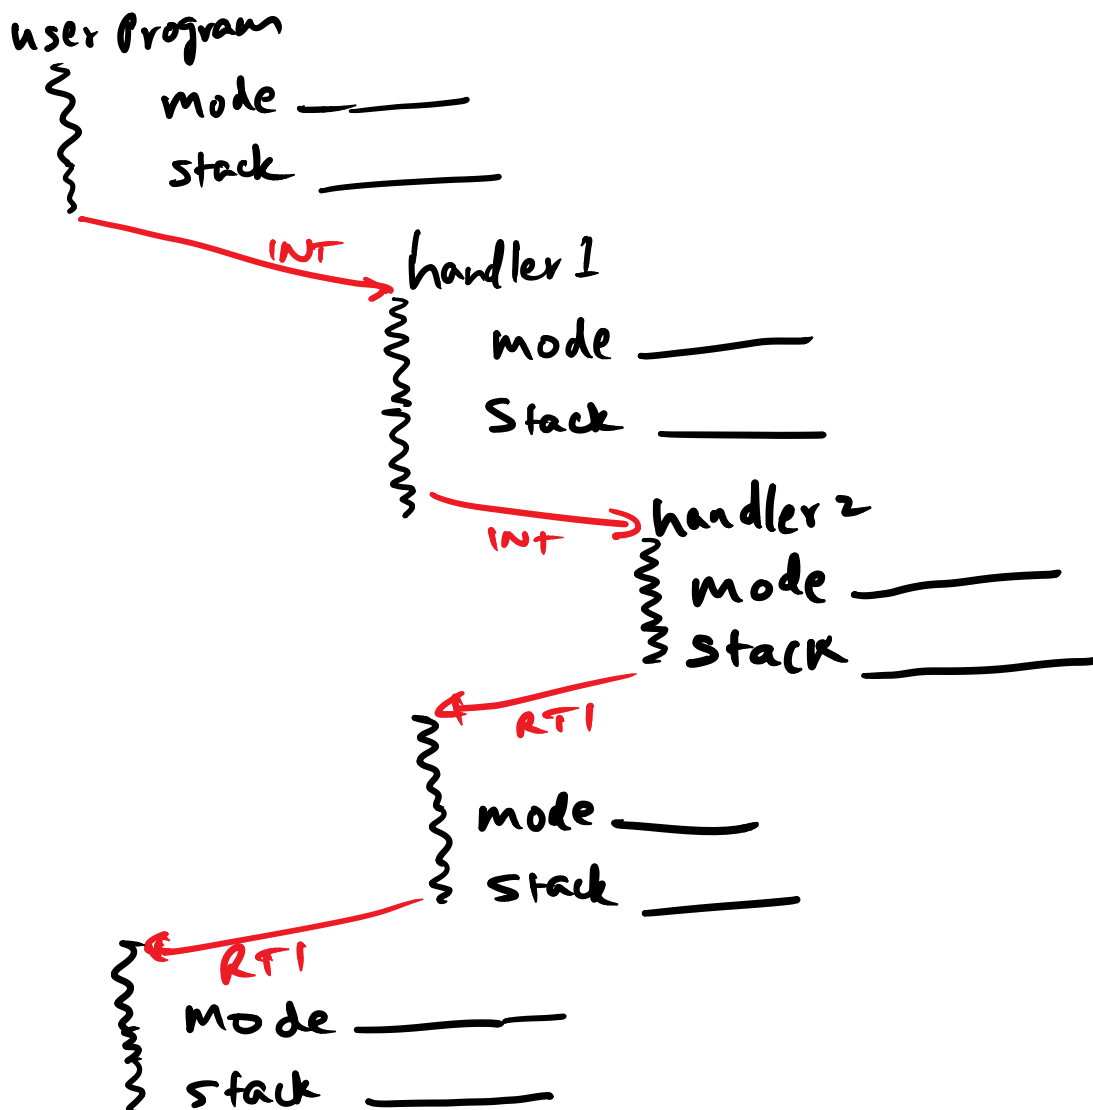 user Program
mode
stack
INT
handler 1
mode
Stack
INT
handler 2
mode
stack
RTI
mode
stack
RTI
mode
stack